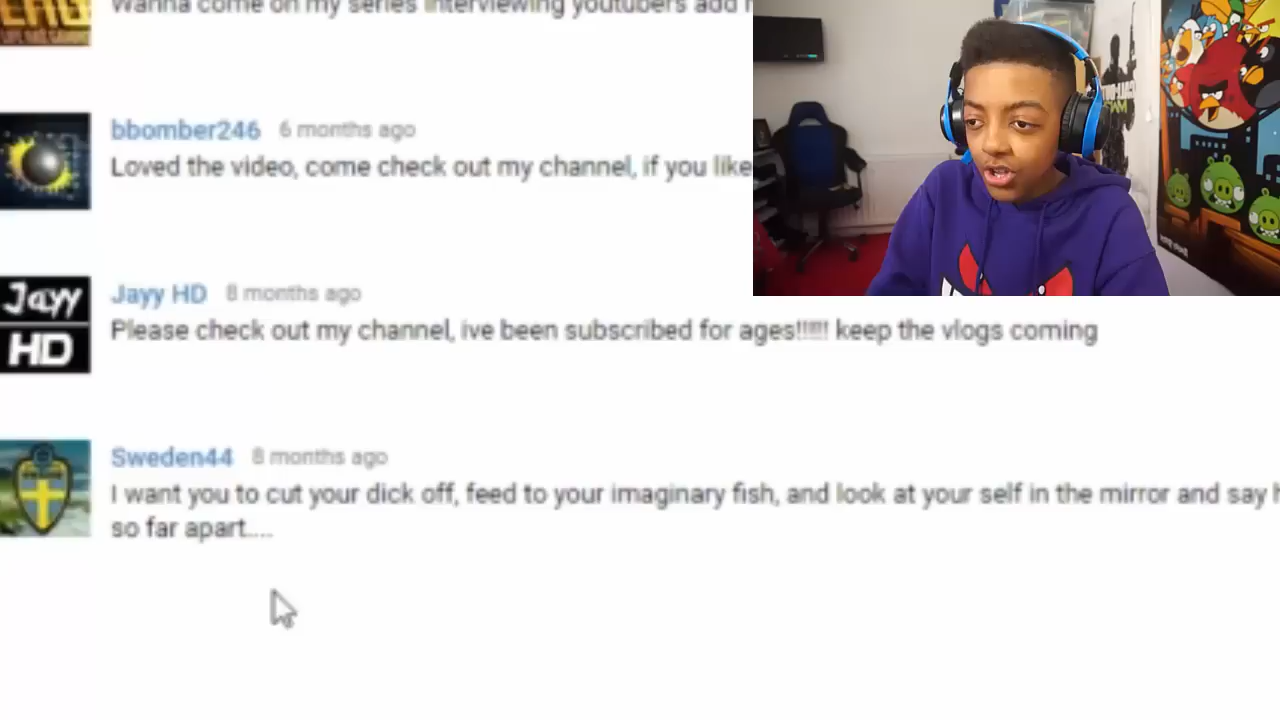 Wanna come on my series interviewing youtubers add
bbomber246 6 months ago
Loved the video, come check out my channel, if you like
Jayy HD
Jayy HD 8 months ago
Please check out my channel, ive been subscribed for ages!!!!!! keep the vlogs coming
Sweden44 8 months ago
I want you to cut your dick off, feed to your imaginary fish, and look at your self in the mirror and say
so far apart....